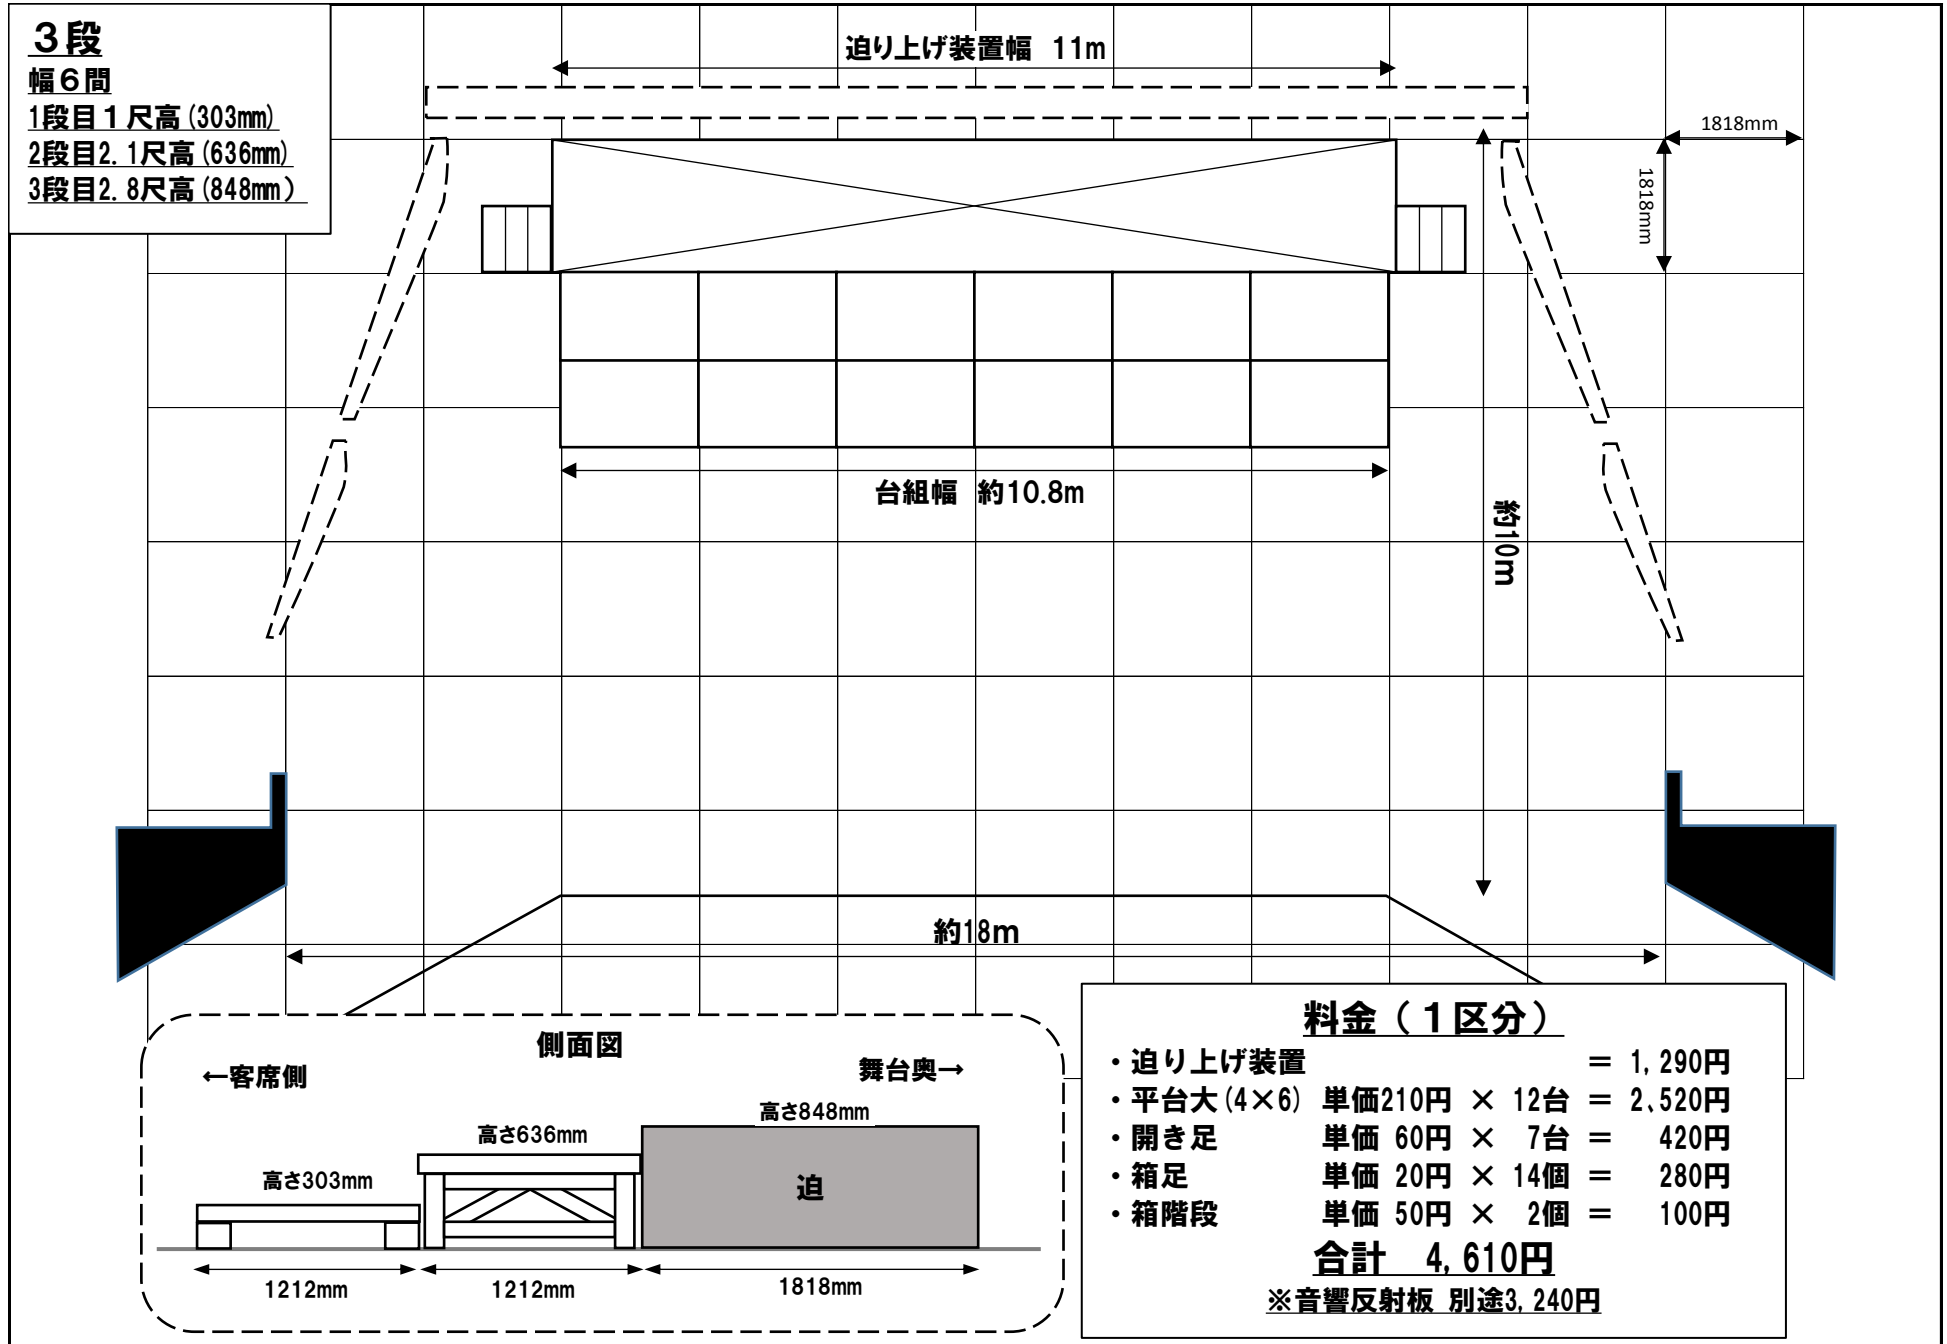 3段
幅6間
1段目1尺高(303mm)
2段目2.1尺高(636mm)
3段目2.8尺高(848mm)
迫り上げ装置幅 11m
1818mm
1818mm
台組幅 約10.8m
約10m
約18m
側面図
←客席側
舞台奥→
高さ848mm
高さ636mm
高さ303mm
迫
1212mm
1212mm
1818mm
料金(1区分)
・迫り上げ装置 = 1,290円
・平台大(4×6) 単価210円 × 12台 = 2,520円
・開き足 単価 60円 × 7台 = 420円
・箱足 単価 20円 × 14個 = 280円
・箱階段 単価 50円 × 2個 = 100円
合計 4,610円
※音響反射板 別途3,240円